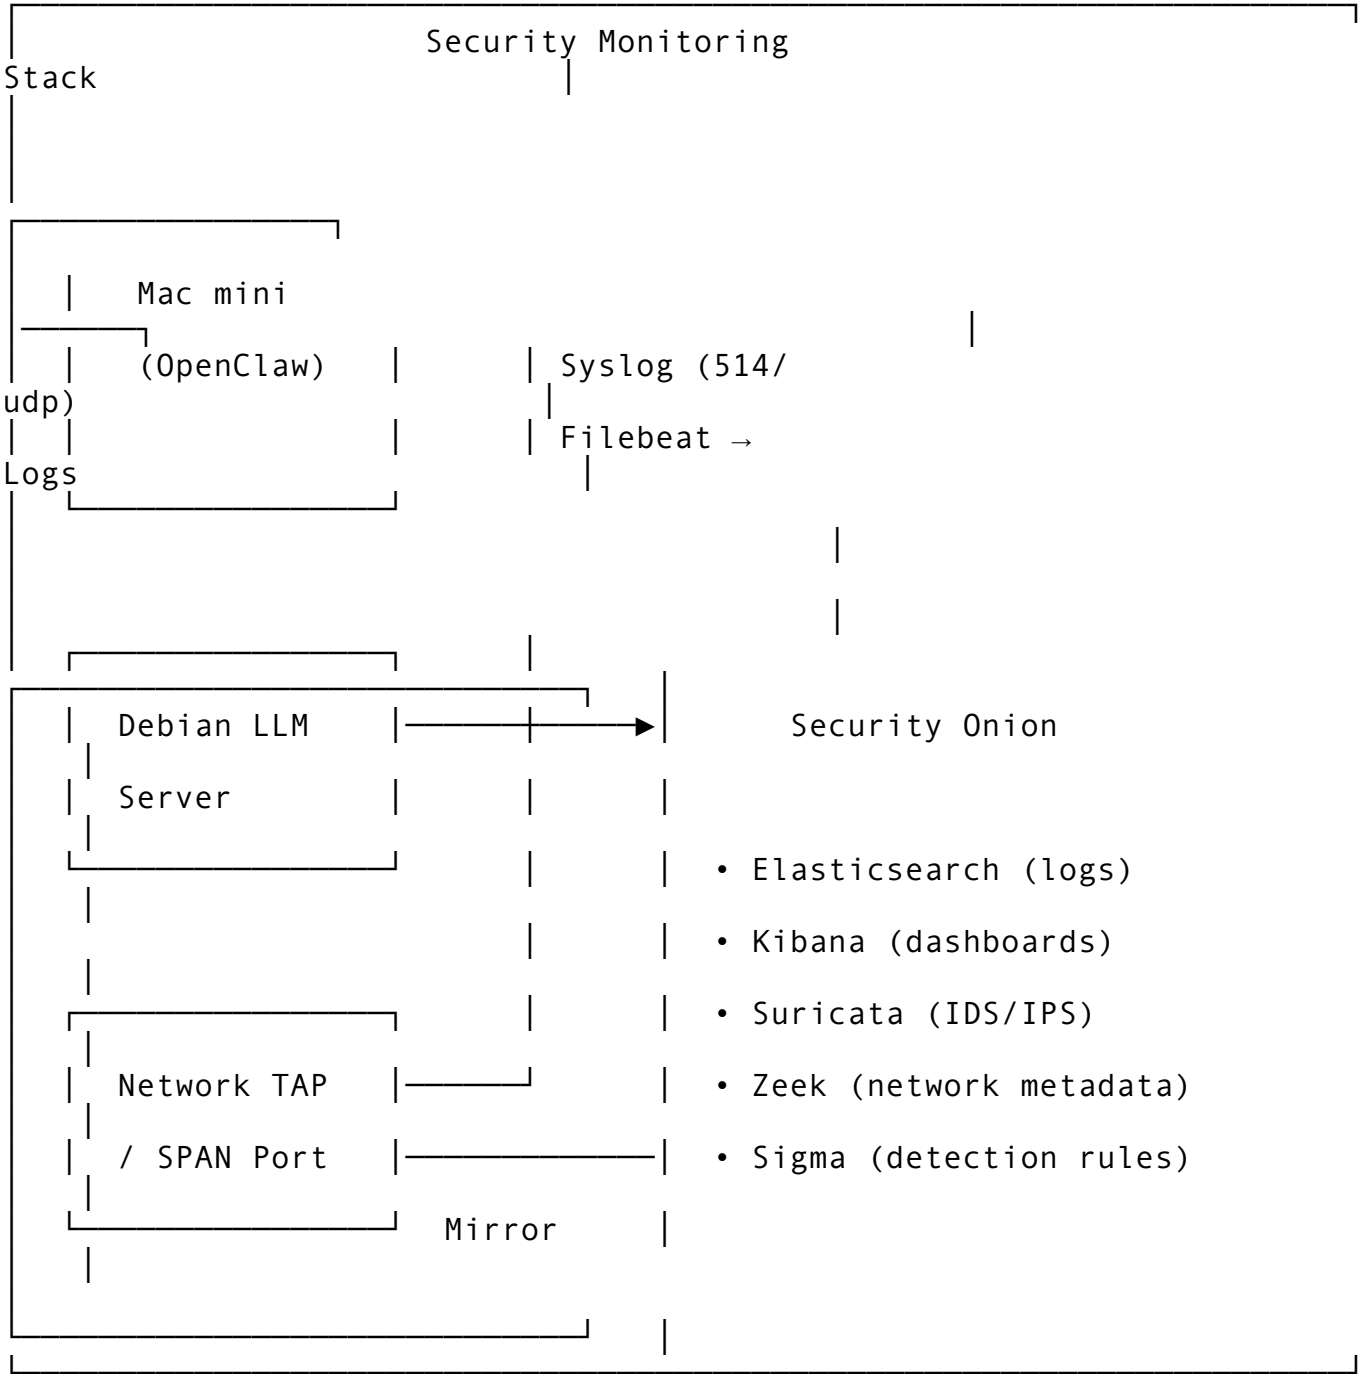 Security Monitoring
Stack
Mac mini
(OpenClaw) Syslog (514/
udp)
Filebeat →
Logs
Debian LLM Security Onion
Server
• Elasticsearch (logs)
• Kibana (dashboards)
• Suricata (IDS/IPS)
Network TAP • Zeek (network metadata)
/ SPAN Port • Sigma (detection rules)
Mirror